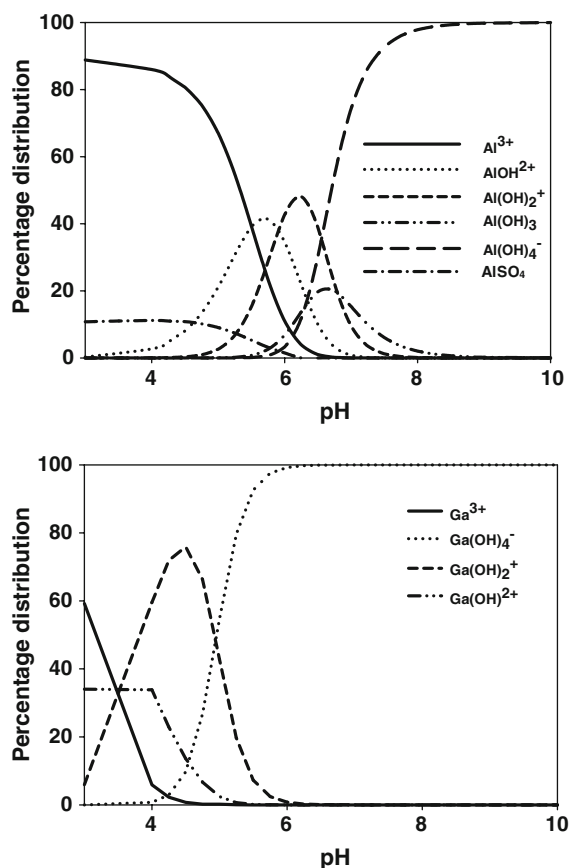 100
80
60
40
20
0
Percentage distribution
Al³⁺
AlOH²⁺
Al(OH)₂⁺
Al(OH)₃
Al(OH)₄⁻
AlSO₄
4 6 8 10
pH
100
80
60
40
20
0
Percentage distribution
Ga³⁺
Ga(OH)₄⁻
Ga(OH)₂⁺
Ga(OH)²⁺
4 6 8 10
pH